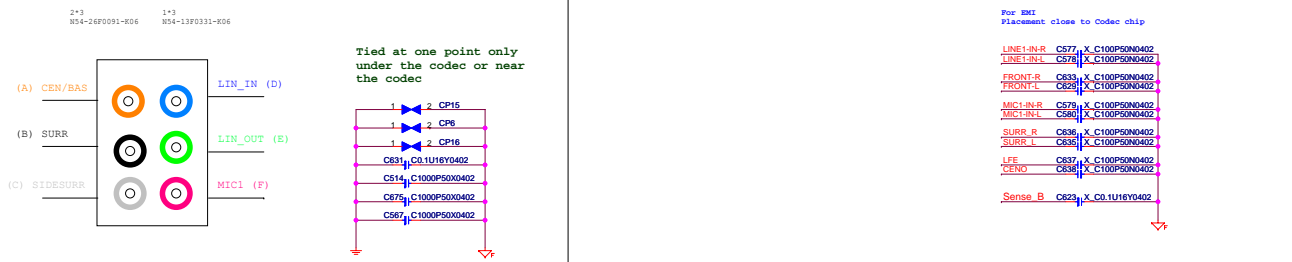 2*3
N54-26F0091-K06
1*3
N54-13F0331-K06
(A) CEN/BAS
LIN_IN (D)
(B) SURR
LIN_OUT (E)
(C) SIDESURR
MIC1 (F)
Tied at one point only
under the codec or near
the codec
1 2 CP15
1 2 CP6
1 2 CP16
C631 C0.1U16Y0402
C514 C1000P50X0402
C675 C1000P50X0402
C567 C1000P50X0402
F
For EMI
Placement close to Codec chip
LINE1-IN-R C577 X_C100P50N0402
LINE1-IN-L C578 X_C100P50N0402
FRONT-R C633 X_C100P50N0402
FRONT-L C629 X_C100P50N0402
MIC1-IN-R C579 X_C100P50N0402
MIC1-IN-L C580 X_C100P50N0402
SURR_R C636 X_C100P50N0402
SURR_L C635 X_C100P50N0402
LFE C637 X_C100P50N0402
CENO C638 X_C100P50N0402
Sense_B C623 X_C0.1U16Y0402
F